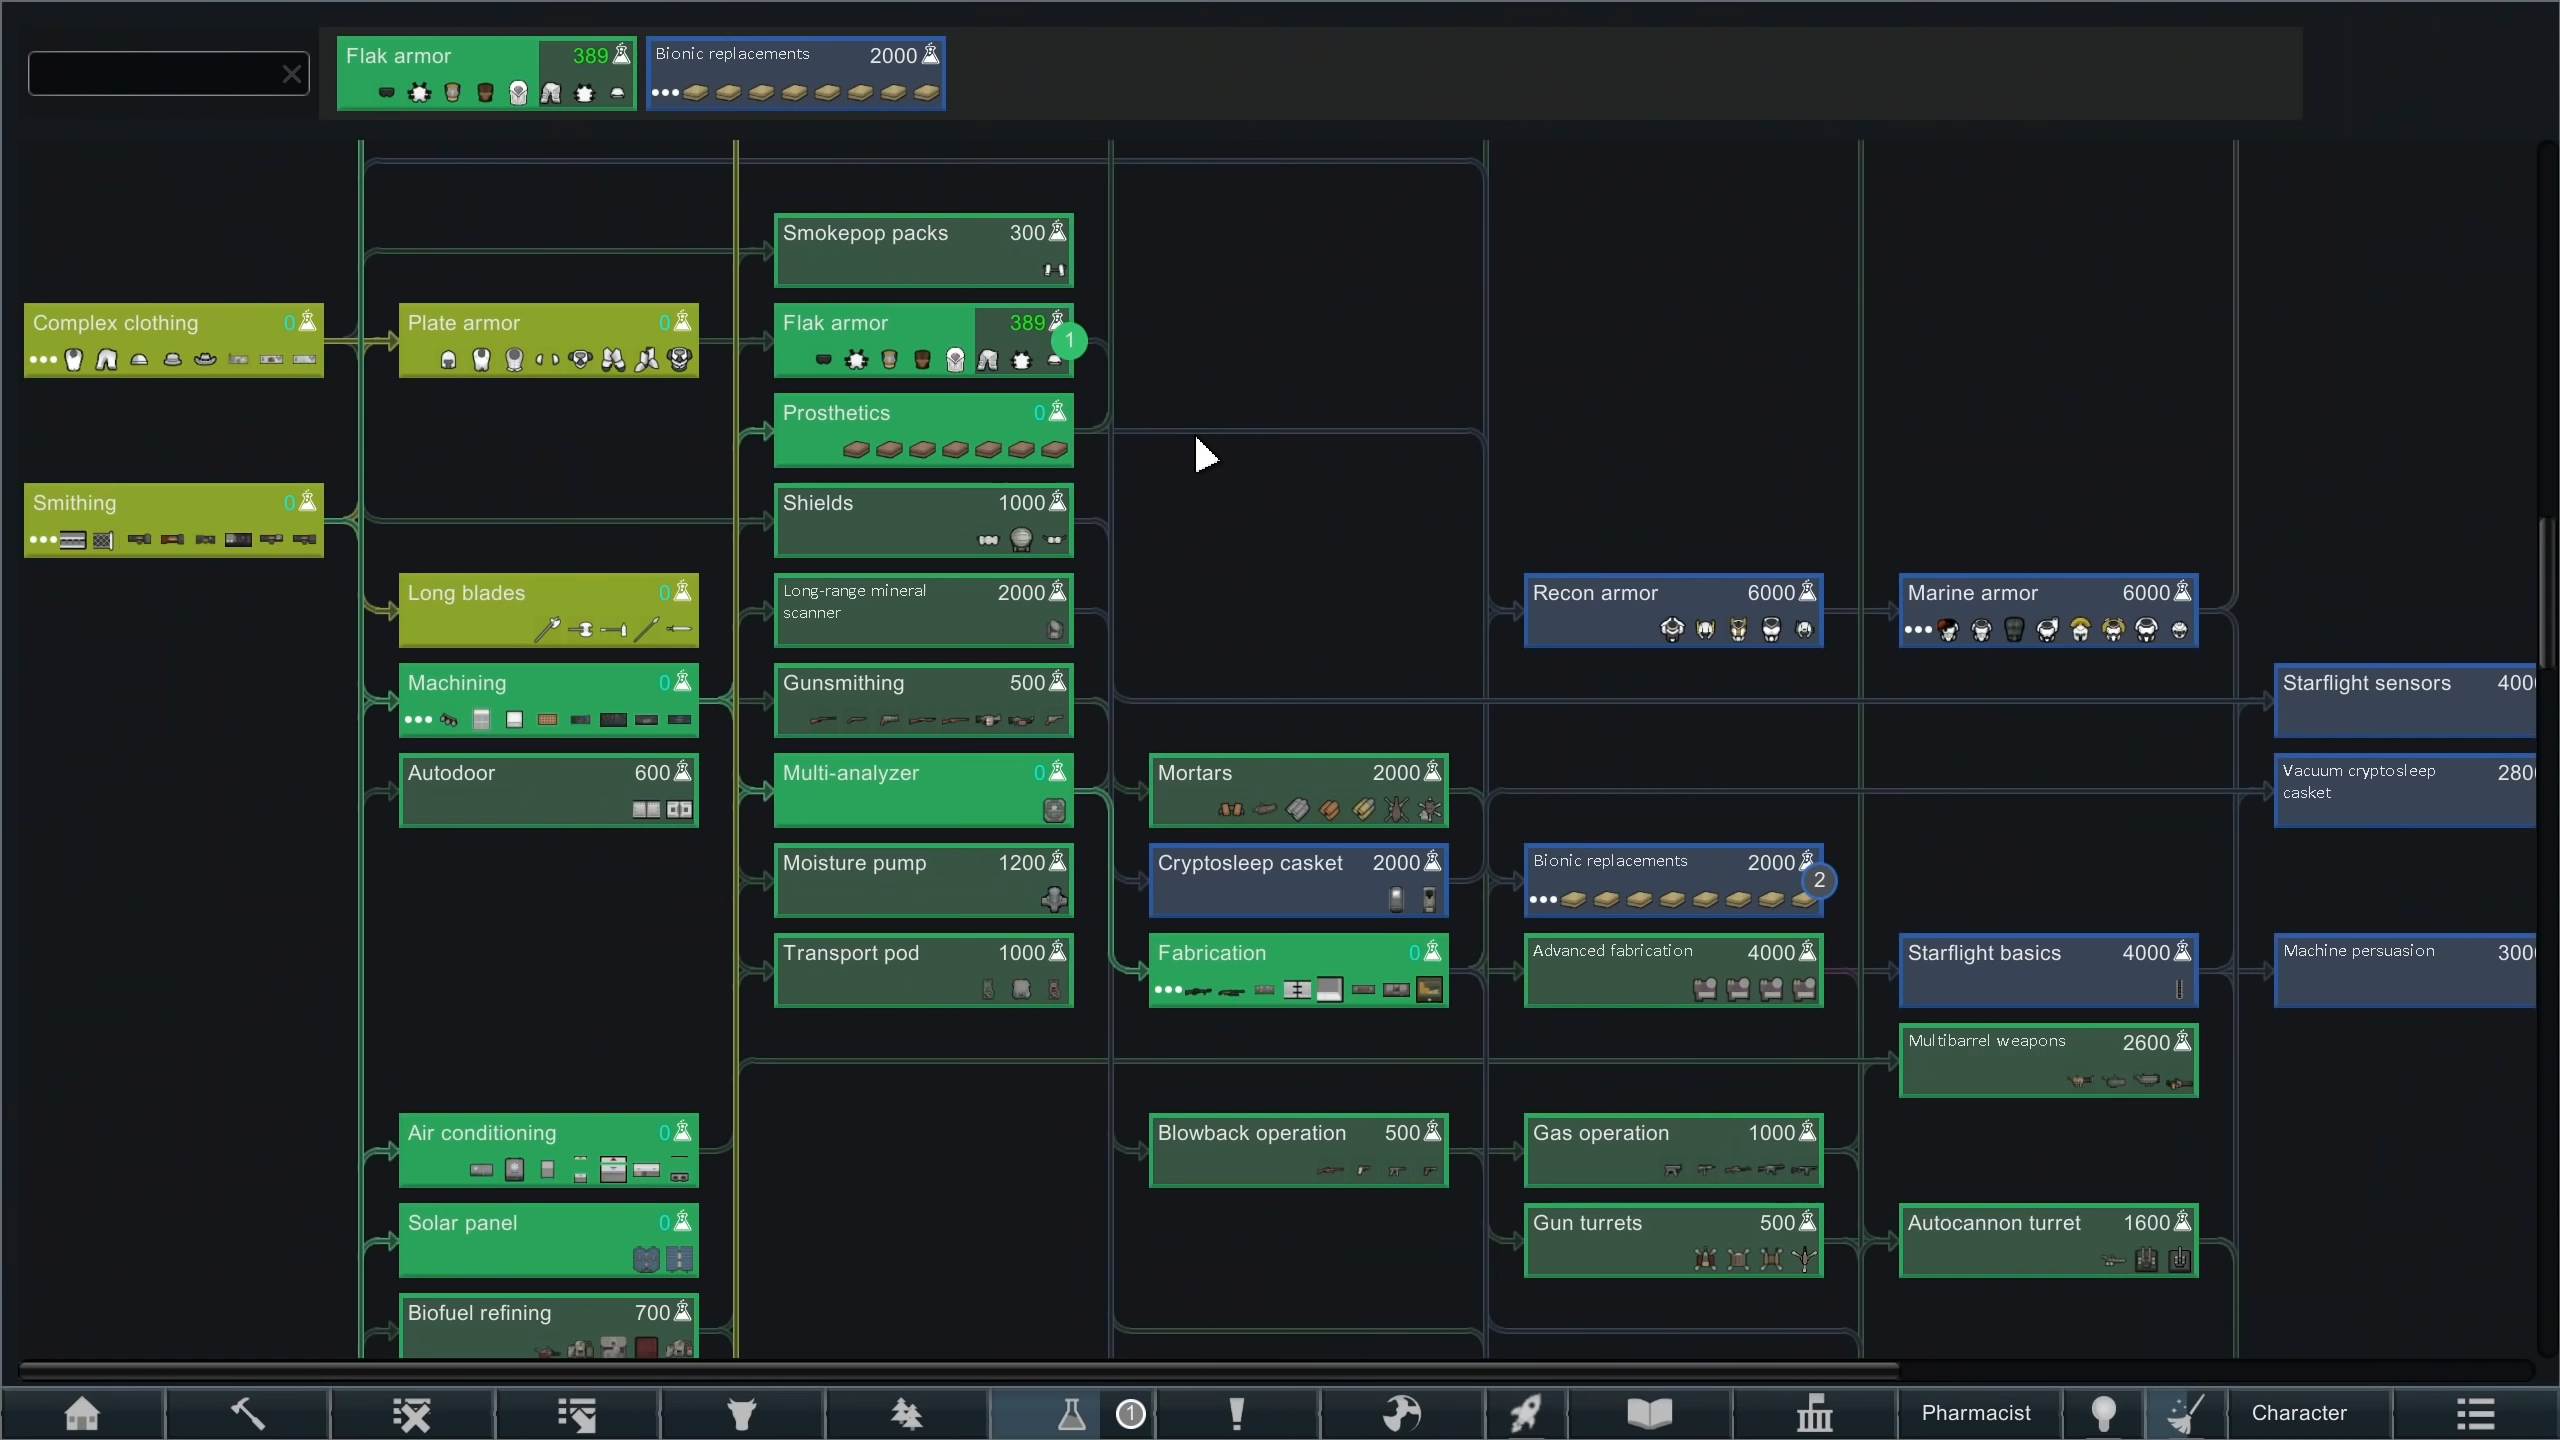 Flak armor 389
Bionic replacements 2000
Smokepop packs 300
Complex clothing 0
Plate armor 0
Flak armor 389
1
Prosthetics 0
Smithing 0
Shields 1000
Long blades 0
Long-range mineral 2000
scanner
Recon armor 6000
Marine armor 6000
Machining 0
Gunsmithing 500
Starflight sensors 400
Autodoor 600
Multi-analyzer 0
Mortars 2000
Vacuum cryptosleep 280
casket
Moisture pump 1200
Cryptosleep casket 2000
Bionic replacements 2000
2
Transport pod 1000
Fabrication 0
Advanced fabrication 4000
Starflight basics 4000
Machine persuasion 300
Multibarrel weapons 2600
Air conditioning 0
Blowback operation 500
Gas operation 1000
Solar panel 0
Gun turrets 500
Autocannon turret 1600
Biofuel refining 700
1
Pharmacist
Character